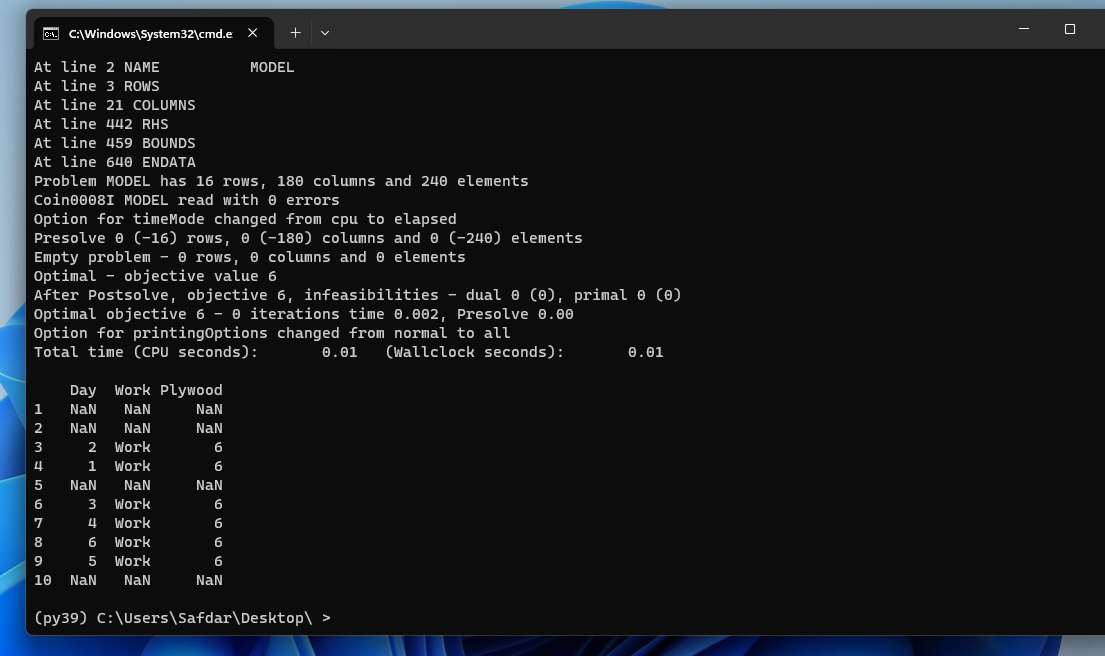 C:\Windows\System32\cmd.e
At line 2 NAME          MODEL
At line 3 ROWS
At line 21 COLUMNS
At line 442 RHS
At line 459 BOUNDS
At line 640 ENDATA
Problem MODEL has 16 rows, 180 columns and 240 elements
Coin0008I MODEL read with 0 errors
Option for timeMode changed from cpu to elapsed
Presolve 0 (-16) rows, 0 (-180) columns and 0 (-240) elements
Empty problem - 0 rows, 0 columns and 0 elements
Optimal - objective value 6
After Postsolve, objective 6, infeasibilities - dual 0 (0), primal 0 (0)
Optimal objective 6 - 0 iterations time 0.002, Presolve 0.00
Option for printingOptions changed from normal to all
Total time (CPU seconds):       0.01   (Wallclock seconds):       0.01
    Day  Work Plywood
1   NaN   NaN     NaN
2   NaN   NaN     NaN
3     2  Work       6
4     1  Work       6
5   NaN   NaN     NaN
6     3  Work       6
7     4  Work       6
8     6  Work       6
9     5  Work       6
10  NaN   NaN     NaN
(py39) C:\Users\Safdar\Desktop\ >